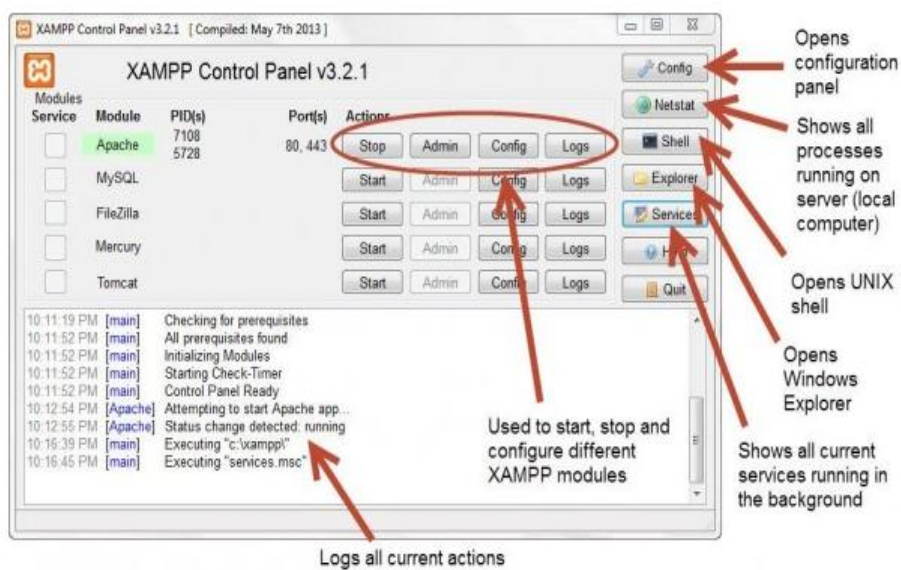 XAMPP Control Panel v3.2.1 [ Compiled: May 7th 2013 ]
XAMPP Control Panel v3.2.1
Modules
Service Module PID(s) Port(s) Actions
Apache 7108 5728 80, 443 Stop Admin Config Logs
MySQL Start Admin Config Logs
FileZilla Start Admin Config Logs
Mercury Start Admin Config Logs
Tomcat Start Admin Config Logs
Config
Netstat
Shell
Explorer
Services
Help
Quit
10:11:19 PM [main] Checking for prerequisites
10:11:52 PM [main] All prerequisites found
10:11:52 PM [main] Initializing Modules
10:11:52 PM [main] Starting Check-Timer
10:11:52 PM [main] Control Panel Ready
10:12:54 PM [Apache] Attempting to start Apache app...
10:12:55 PM [Apache] Status change detected: running
10:16:39 PM [main] Executing "c:\xampp\"
10:16:45 PM [main] Executing "services.msc"
Opens
configuration
panel
Shows all
processes
running on
server (local
computer)
Opens UNIX
shell
Opens
Windows
Explorer
Shows all current
services running in
the background
Used to start, stop and
configure different
XAMPP modules
Logs all current actions